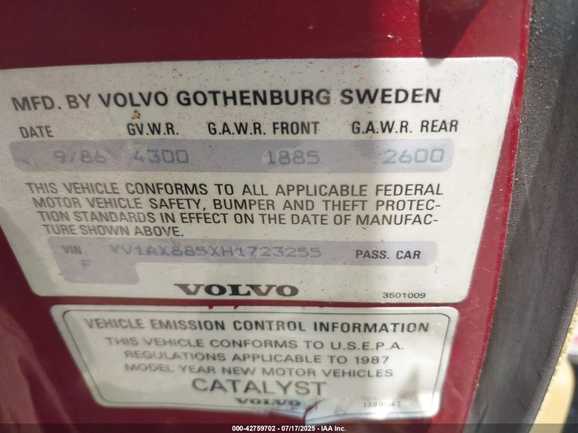 MFD. BY VOLVO GOTHENBURG SWEDEN
DATE G.V.W.R. G.A.W.R. FRONT G.A.W.R. REAR
9/86 4300 1885 2600
THIS VEHICLE CONFORMS TO ALL APPLICABLE FEDERAL
MOTOR VEHICLE SAFETY, BUMPER AND THEFT PROTEC-
TION STANDARDS IN EFFECT ON THE DATE OF MANUFAC-
TURE SHOWN ABOVE.
VIN YV1AX885XH1723255 PASS. CAR
F
VOLVO 3501009
VEHICLE EMISSION CONTROL INFORMATION
THIS VEHICLE CONFORMS TO U.S.E.P.A.
REGULATIONS APPLICABLE TO 1987
MODEL YEAR NEW MOTOR VEHICLES
CATALYST
VOLVO
000-42759702 - 07/17/2025 - IAA Inc.